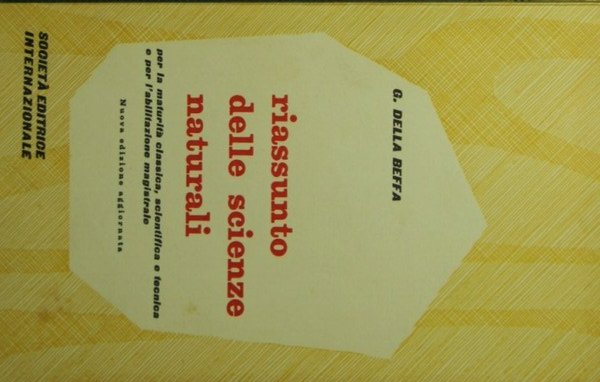 G. DELLA BEFFA
riassunto
delle scienze
naturali
per la maturità classica, scientifica e tecnica
e per l'abilitazione magistrale
Nuova edizione aggiornata
SOCIETÀ EDITRICE
INTERNAZIONALE